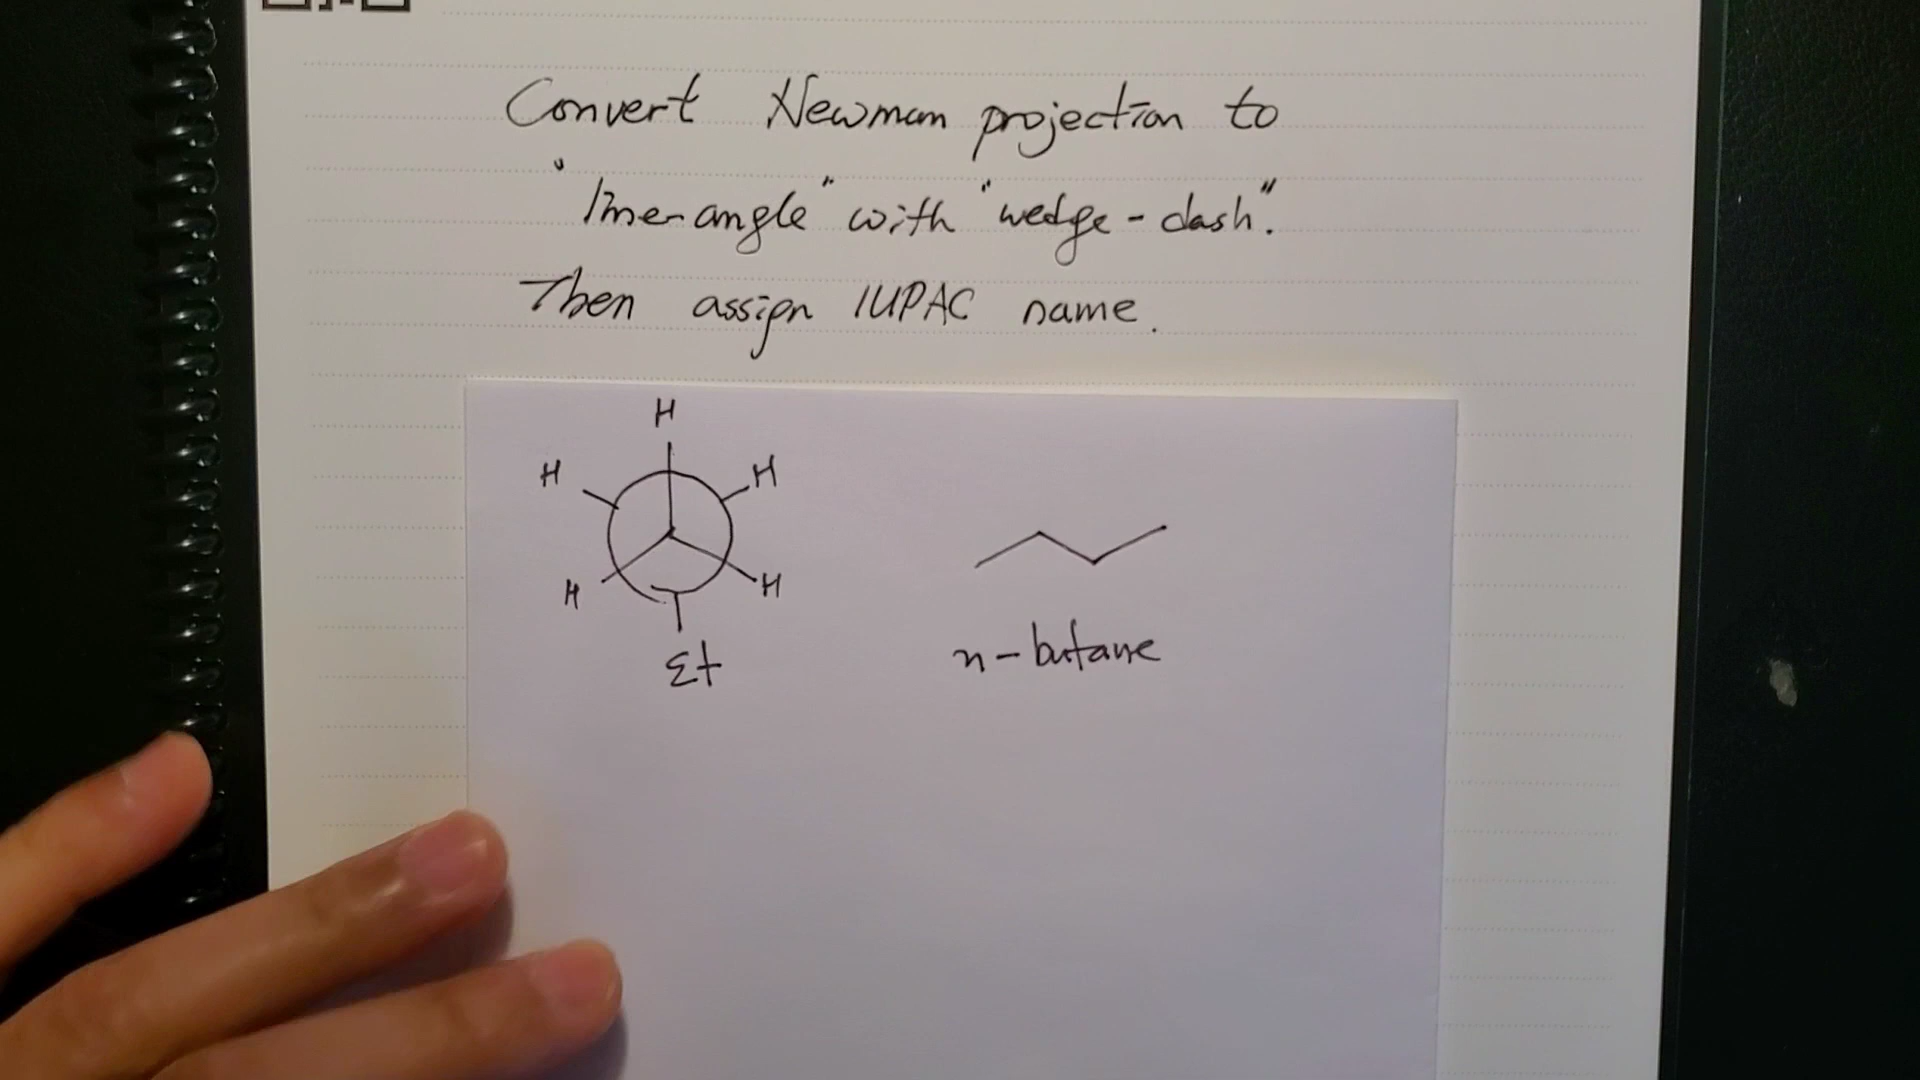 Convert Newman projection to
"line-angle" with "wedge-dash".
Then assign IUPAC name.
H
H H
H H
Et
n-butane